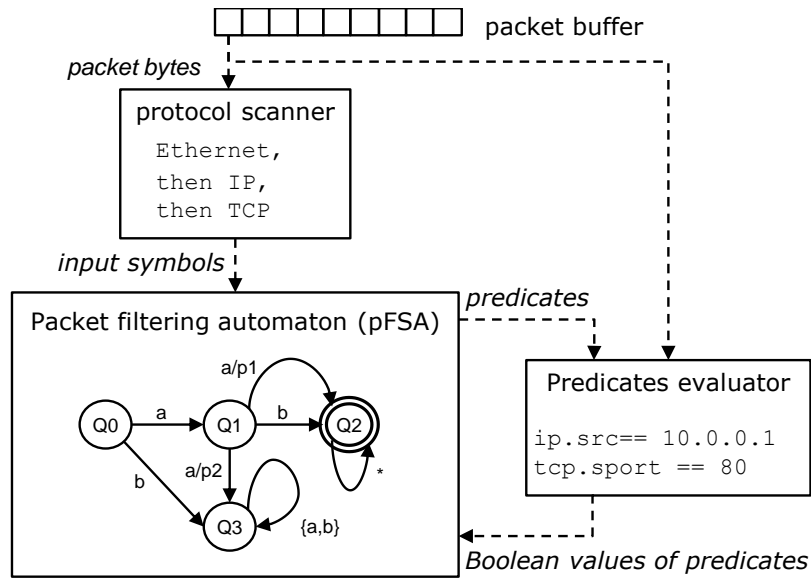 packet buffer
packet bytes
protocol scanner
Ethernet,
then IP,
then TCP
input symbols
predicates
Packet filtering automaton (pFSA)
a/p1
Q0
a
Q1
b
Q2
b
a/p2
*
Q3
{a,b}
Predicates evaluator
ip.src== 10.0.0.1
tcp.sport == 80
Boolean values of predicates